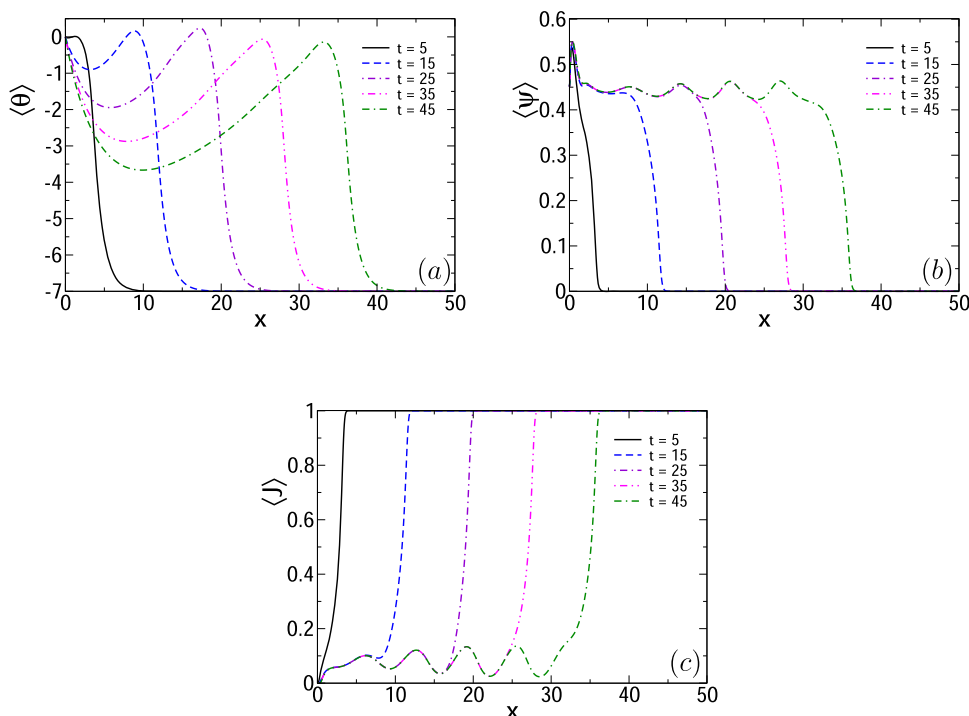 ⟨θ⟩
0
-1
-2
-3
-4
-5
-6
-7
0 10 20 30 40 50
x
t = 5
t = 15
t = 25
t = 35
t = 45
(a)
⟨ψ⟩
0.6
0.5
0.4
0.3
0.2
0.1
0
0 10 20 30 40 50
x
t = 5
t = 15
t = 25
t = 35
t = 45
(b)
⟨J⟩
1
0.8
0.6
0.4
0.2
0
0 10 20 30 40 50
x
t = 5
t = 15
t = 25
t = 35
t = 45
(c)